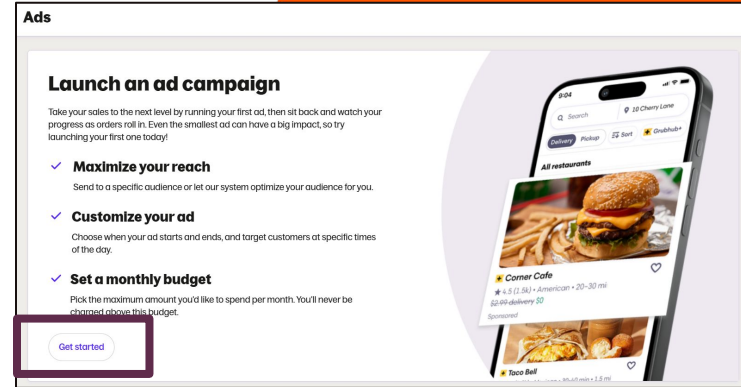 Ads
Launch an ad campaign
Take your sales to the next level by running your first ad, then sit back and watch your
progress as orders roll in. Even the smallest ad can have a big impact, so try
launching your first one today!
Maximize your reach
Send to a specific audience or let our system optimize your audience for you.
Customize your ad
Choose when your ad starts and ends, and target customers at specific times
of the day.
Set a monthly budget
Pick the maximum amount you'd like to spend per month. You'll never be
charged above this budget.
Get started
9:04
Search
10 Cherry Lane
Delivery
Pickup
Sort
Grubhub+
All restaurants
Corner Cafe
4.5 (1.5k) • American • 20-30 mi
$2.99 delivery $0
Sponsored
Taco Bell
30-40 min • 1.5 mi